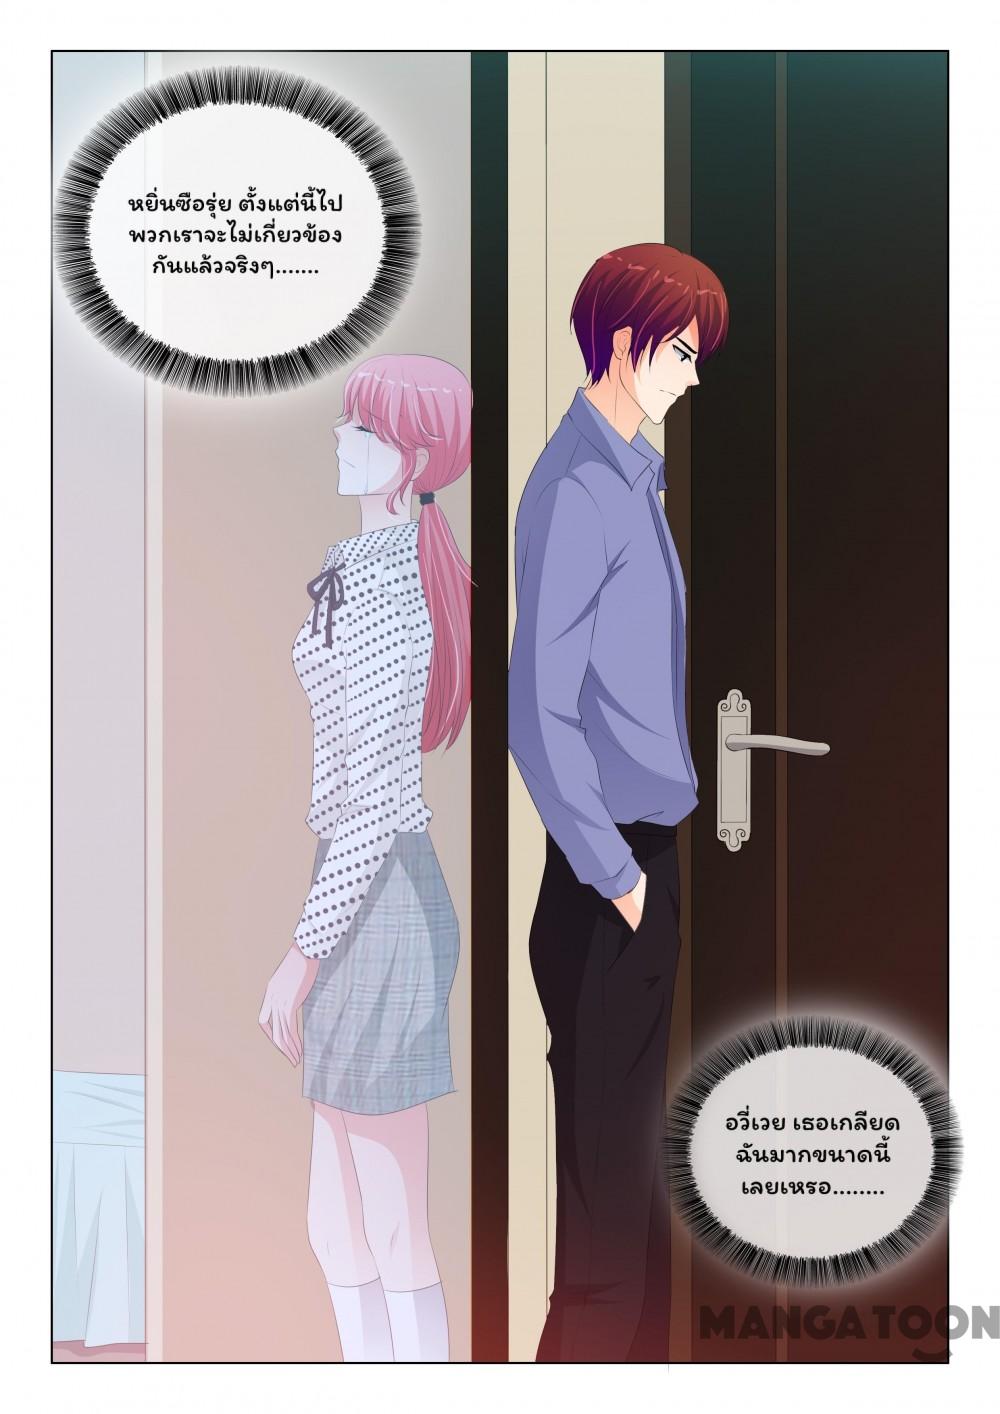 หยิ่นซือรุ่ย ตั้งแต่นี้ไป
พวกเราจะไม่เกี่ยวข้อง
กันแล้วจริงๆ.......
อวี่เวย เธอเกลียด
ฉันมากขนาดนี้
เลยเหรอ........
MANGATOON